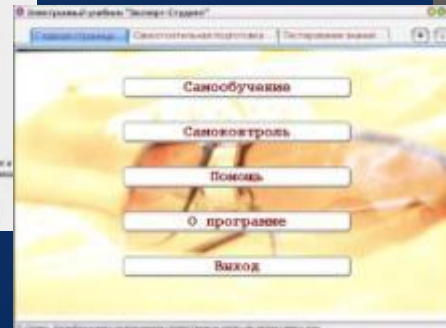 Электронный учебник "Эксперт-Студент"
Главная страница Самостоятельная подготовка Тестирование знаний
Самообучение
Самоконтроль
Помощь
О программе
Выход